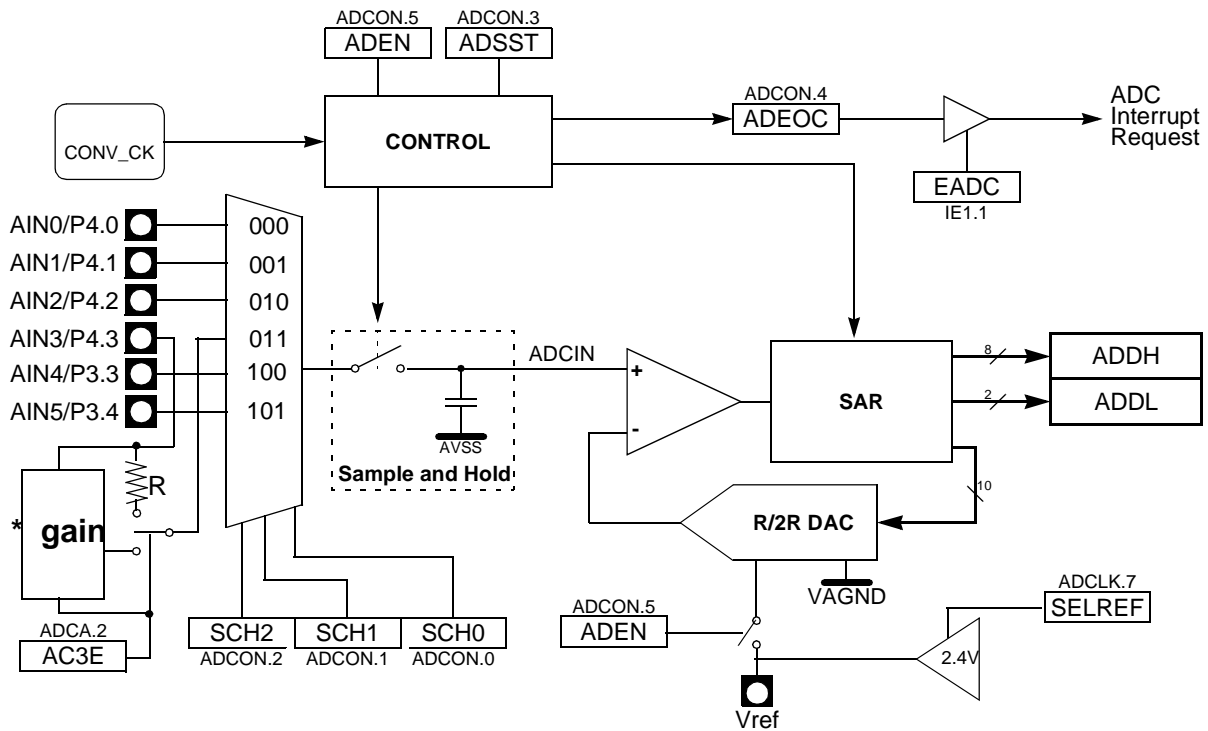 ADCON.5
ADEN
ADCON.3
ADSST
CONV_CK
CONTROL
ADCON.4
ADEOC
EADC
IE1.1
ADC
Interrupt
Request
AIN0/P4.0
AIN1/P4.1
AIN2/P4.2
AIN3/P4.3
AIN4/P3.3
AIN5/P3.4
000
001
010
011
100
101
ADCIN
AVSS
Sample and Hold
+
-
SAR
8
ADDH
2
ADDL
10
R/2R DAC
VAGND
R
* gain
ADCA.2
AC3E
SCH2
SCH1
SCH0
ADCON.2
ADCON.1
ADCON.0
ADCON.5
ADEN
Vref
2.4V
ADCLK.7
SELREF